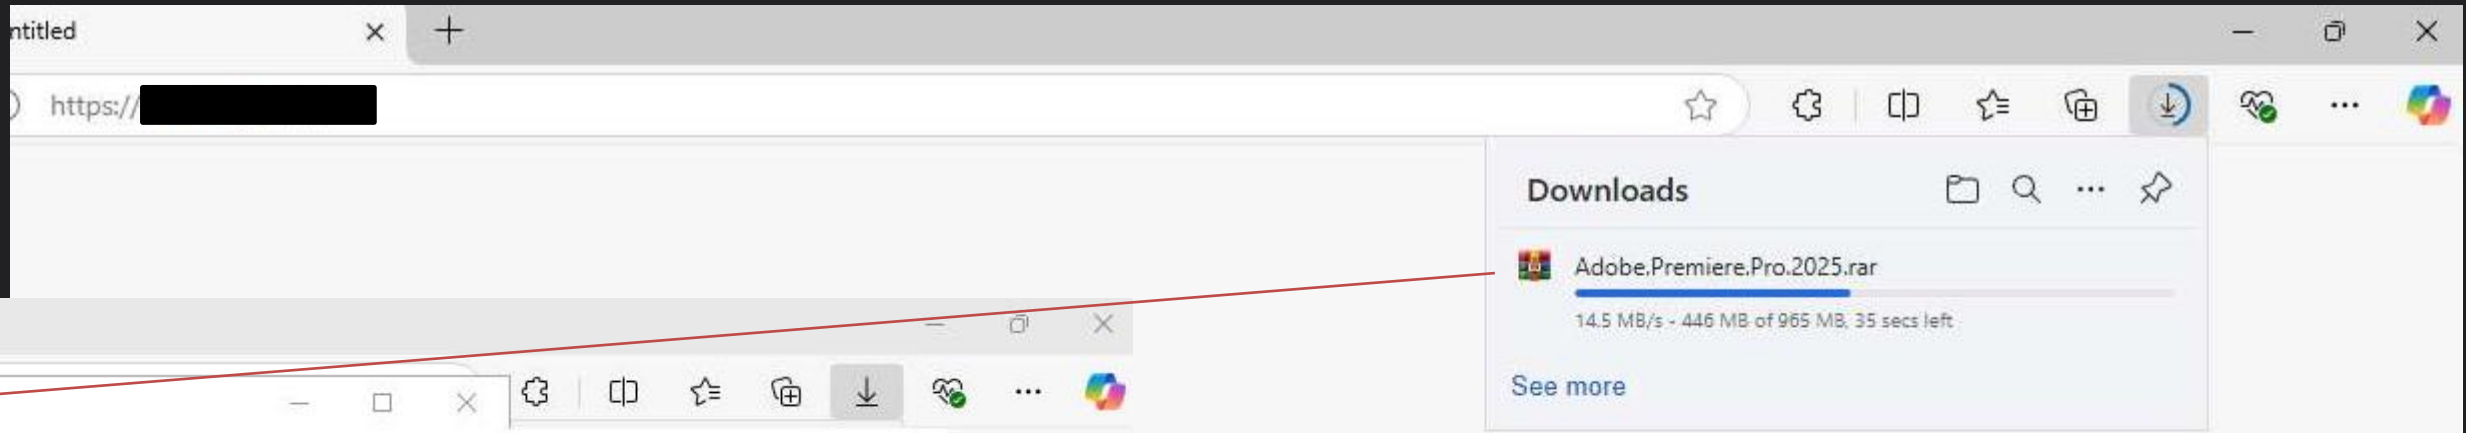 ntitled
https://
Downloads
Adobe.Premiere.Pro.2025.rar
14.5 MB/s - 446 MB of 965 MB, 35 secs left
See more